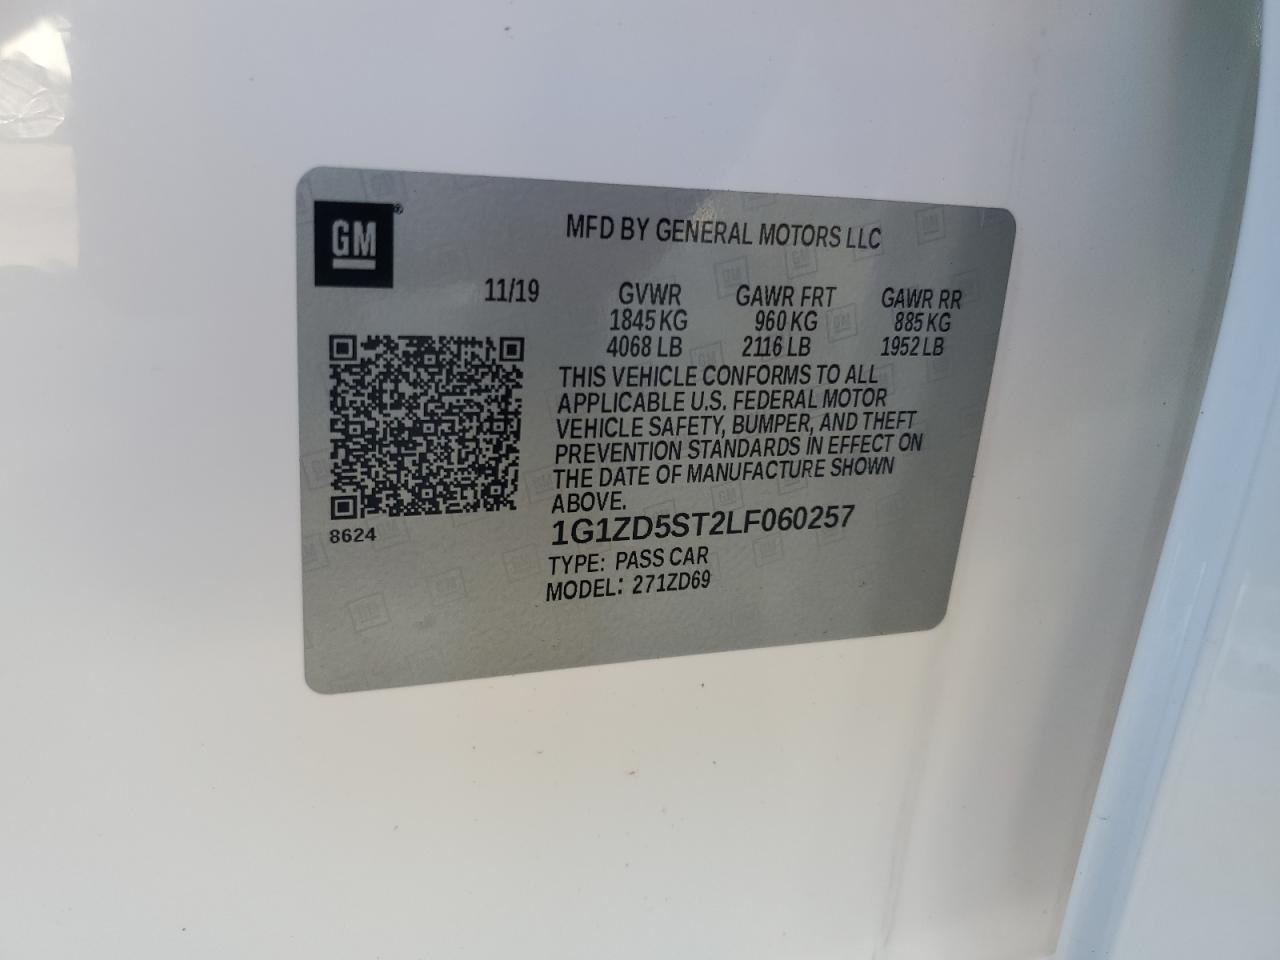 GM®
MFD BY GENERAL MOTORS LLC
11/19 GVWR GAWR FRT GAWR RR
1845 KG 960 KG 885 KG
4068 LB 2116 LB 1952 LB
THIS VEHICLE CONFORMS TO ALL
APPLICABLE U.S. FEDERAL MOTOR
VEHICLE SAFETY, BUMPER, AND THEFT
PREVENTION STANDARDS IN EFFECT ON
THE DATE OF MANUFACTURE SHOWN
ABOVE.
8624
1G1ZD5ST2LF060257
TYPE: PASS CAR
MODEL: 271ZD69